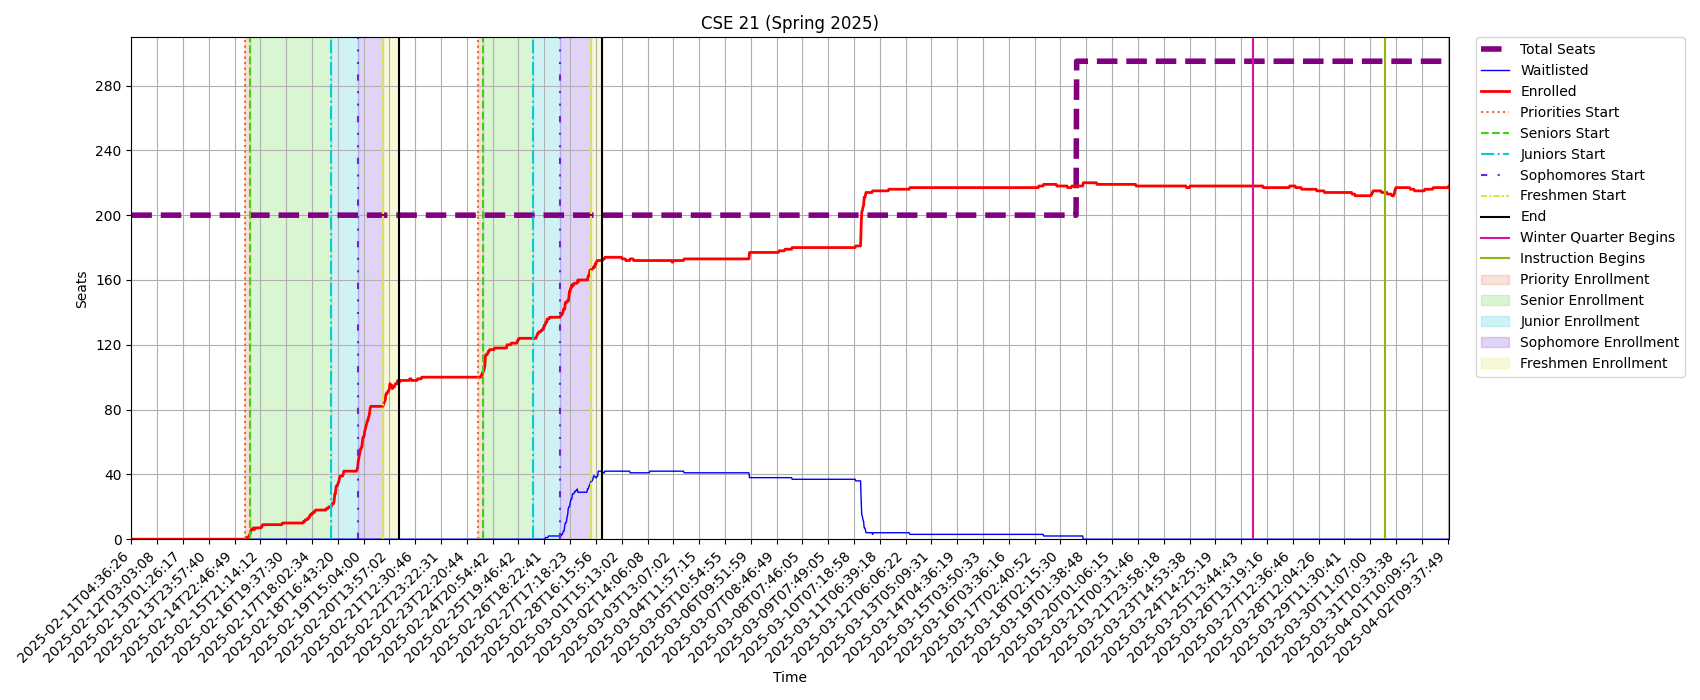 CSE 21 (Spring 2025)
Seats
280
240
200
160
120
80
40
0
2025-02-11T04:36:26
2025-02-12T03:03:08
2025-02-13T01:26:17
2025-02-13T23:57:40
2025-02-14T22:46:49
2025-02-15T21:14:12
2025-02-16T19:37:30
2025-02-17T18:02:34
2025-02-18T16:43:20
2025-02-19T15:04:00
2025-02-20T13:57:02
2025-02-21T12:30:46
2025-02-22T23:22:31
2025-02-23T22:20:44
2025-02-24T20:54:42
2025-02-25T19:46:42
2025-02-26T18:22:41
2025-02-27T17:18:23
2025-02-28T16:15:56
2025-03-01T15:13:02
2025-03-02T14:06:08
2025-03-03T13:07:02
2025-03-04T11:57:15
2025-03-05T10:54:55
2025-03-06T09:51:59
2025-03-07T08:46:49
2025-03-08T07:46:05
2025-03-09T07:49:05
2025-03-10T07:18:58
2025-03-11T06:39:18
2025-03-12T06:06:22
2025-03-13T05:09:31
2025-03-14T04:36:19
2025-03-15T03:50:33
2025-03-16T03:36:16
2025-03-17T02:40:52
2025-03-18T02:15:30
2025-03-19T01:38:48
2025-03-20T01:06:15
2025-03-21T00:31:46
2025-03-21T23:58:18
2025-03-23T14:53:38
2025-03-24T14:25:19
2025-03-25T13:44:43
2025-03-26T13:19:16
2025-03-27T12:36:46
2025-03-28T12:04:26
2025-03-29T11:30:41
2025-03-30T11:07:00
2025-03-31T10:33:38
2025-04-01T10:09:52
2025-04-02T09:37:49
Time
Total Seats
Waitlisted
Enrolled
Priorities Start
Seniors Start
Juniors Start
Sophomores Start
Freshmen Start
End
Winter Quarter Begins
Instruction Begins
Priority Enrollment
Senior Enrollment
Junior Enrollment
Sophomore Enrollment
Freshmen Enrollment